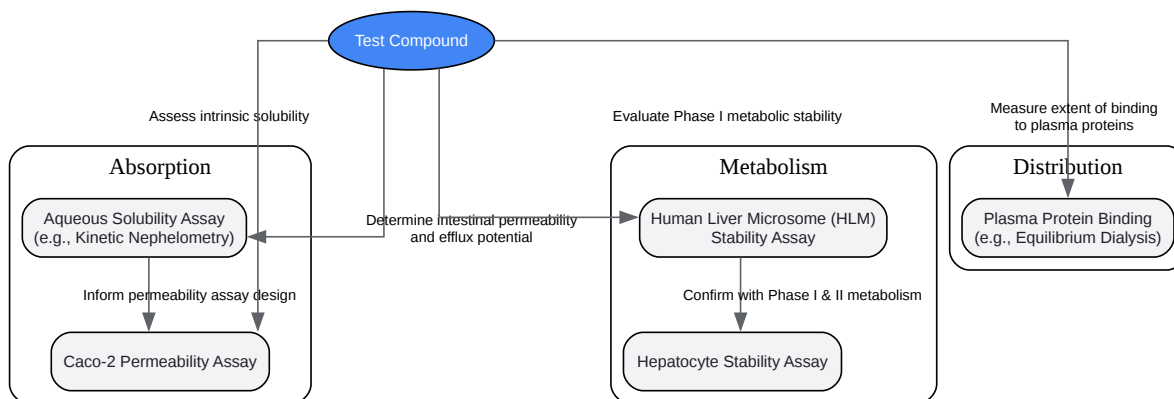 Test Compound
Assess intrinsic solubility
Evaluate Phase I metabolic stability
Measure extent of binding
to plasma proteins
Absorption
Metabolism
Distribution
Aqueous Solubility Assay
(e.g., Kinetic Nephelometry)
Determine intestinal permeability
and efflux potential
Human Liver Microsome (HLM)
Stability Assay
Plasma Protein Binding
(e.g., Equilibrium Dialysis)
Inform permeability assay design
Confirm with Phase I & II metabolism
Caco-2 Permeability Assay
Hepatocyte Stability Assay